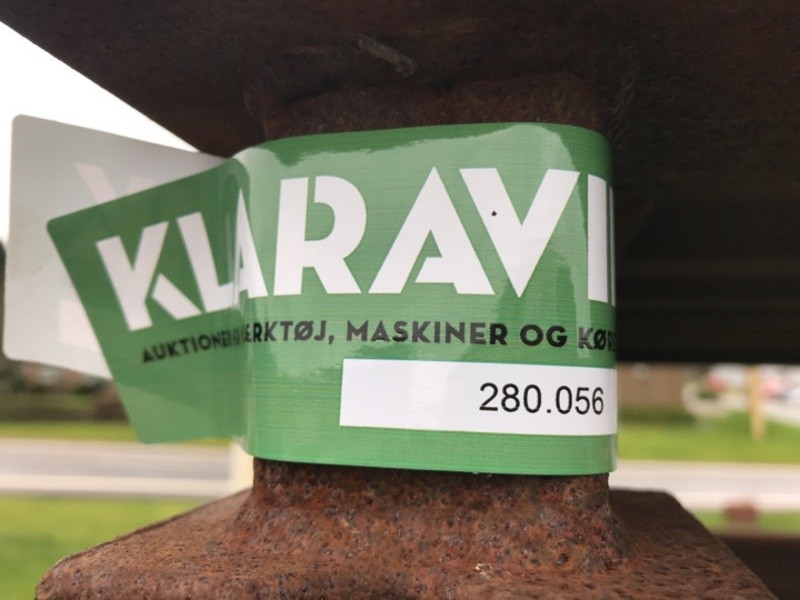 KLARAVI
AUKTIONER MASKINER OG
280.056